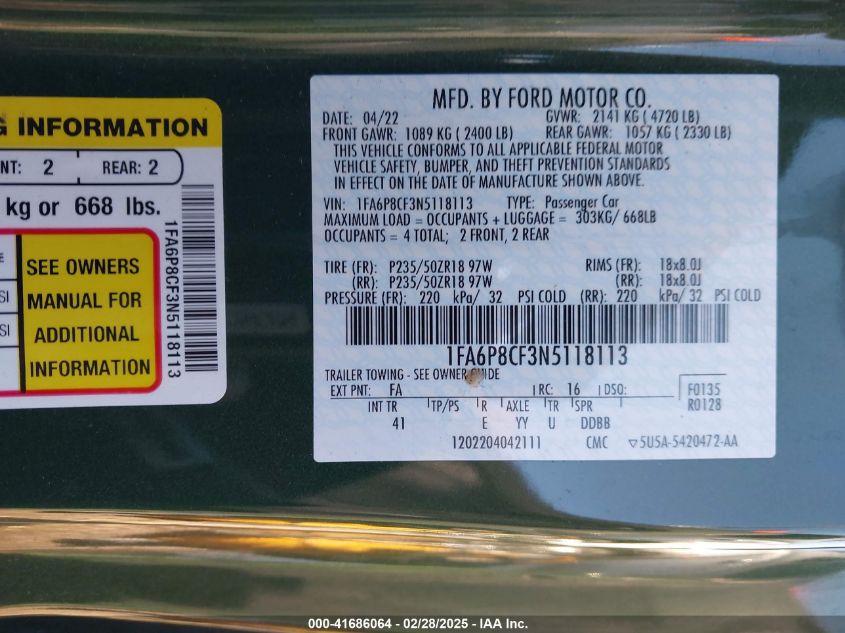 G INFORMATION
NT: 2 REAR: 2
kg or 668 lbs.
SI
SI
SEE OWNERS
MANUAL FOR
ADDITIONAL
INFORMATION
1FA6P8CF3N5118113
MFD. BY FORD MOTOR CO.
DATE: 04/22 GVWR: 2141 KG ( 4720 LB)
FRONT GAWR: 1089 KG ( 2400 LB) REAR GAWR: 1057 KG ( 2330 LB)
THIS VEHICLE CONFORMS TO ALL APPLICABLE FEDERAL MOTOR
VEHICLE SAFETY, BUMPER, AND THEFT PREVENTION STANDARDS
IN EFFECT ON THE DATE OF MANUFACTURE SHOWN ABOVE.
VIN: 1FA6P8CF3N5118113 TYPE: Passenger Car
MAXIMUM LOAD = OCCUPANTS + LUGGAGE = 303KG/ 668LB
OCCUPANTS = 4 TOTAL; 2 FRONT, 2 REAR
TIRE (FR): P235/50ZR18 97W RIMS (FR): 18x8.0J
(RR): P235/50ZR18 97W (RR): 18x8.0J
PRESSURE (FR): 220 kPa/ 32 PSI COLD (RR): 220 kPa/ 32 PSI COLD
1FA6P8CF3N5118113
TRAILER TOWING - SEE OWNER GUIDE
EXT PNT: FA RC: 16 DSO: F0135
INT TR TP/PS R AXLE TR SPR R0128
41 E YY U DDBB
1202204042111 CMC ▽5U5A-5420472-AA
000-41686064 - 02/28/2025 - IAA Inc.